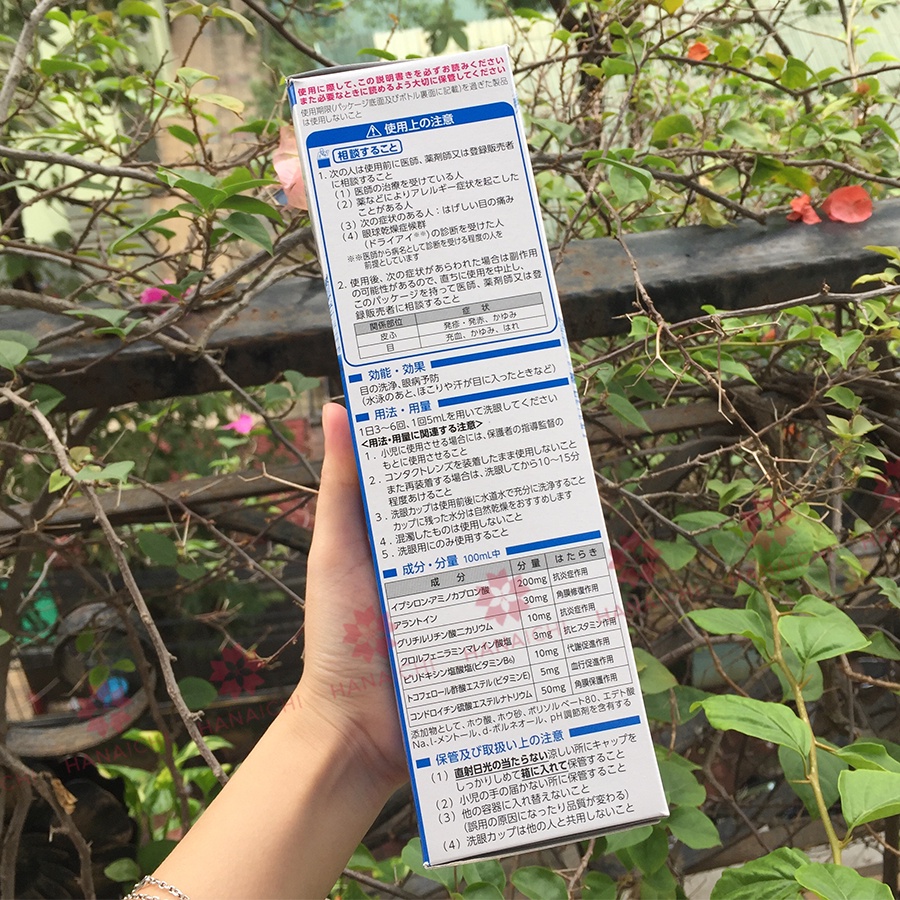 使用に際して、この説明書きを必ずお読みください
また必要なときに読めるよう大切に保管してください
使用期限(パッケージ底面及びボトル裏面に記載)を過ぎた製品
は使用しないこと
使用上の注意
相談すること
1. 次の人は使用前に医師、薬剤師又は登録販売者
に相談すること
(1) 医師の治療を受けている人
(2) 薬などによりアレルギー症状を起こした
ことがある人
(3) 次の症状のある人:はげしい目の痛み
(4) 眼球乾燥症候群
(ドライアイ※※)の診断を受けた人
※※医師から病名として診断を受ける程度の人を
前提としています
2. 使用後、次の症状があらわれた場合は副作用
の可能性があるので、直ちに使用を中止し、
このパッケージを持って医師、薬剤師又は登
録販売者に相談すること
関係部位 症状
皮ふ 発疹・発赤、かゆみ
目 充血、かゆみ、はれ
効能・効果
目の洗浄、眼病予防
(水泳のあと、ほこりや汗が目に入ったときなど)
用法・用量
1日3〜6回、1回5mLを用いて洗眼してください
<用法・用量に関連する注意>
1. 小児に使用させる場合には、保護者の指導監督の
もとに使用させること
2. コンタクトレンズを装着したまま使用しないこと
また再装着する場合は、洗眼してから10〜15分
程度あけること
3. 洗眼カップは使用前後に水道水で充分に洗浄すること
カップに残った水分は自然乾燥をおすすめします
4. 混濁したものは使用しないこと
5. 洗眼用にのみ使用すること
成分・分量 100mL中
成分 分量 はたらき
イプシロン-アミノカプロン酸 200mg 抗炎症作用
アラントイン 30mg 角膜修復作用
グリチルリチン酸二カリウム 10mg 抗炎症作用
クロルフェニラミンマレイン酸塩 3mg 抗ヒスタミン作用
ピリドキシン塩酸塩(ビタミンB6) 10mg 代謝促進作用
トコフェロール酢酸エステル(ビタミンE) 5mg 血行促進作用
コンドロイチン硫酸エステルナトリウム 50mg 角膜保護作用
添加物として、ホウ酸、ホウ砂、ポリソルベート80、エデト酸
Na、l-メントール、d-ボルネオール、pH調節剤を含有する
保管及び取扱い上の注意
(1) 直射日光の当たらない涼しい所にキャップを
しっかりしめて箱に入れて保管すること
(2) 小児の手の届かない所に保管すること
(3) 他の容器に入れ替えないこと
(誤用の原因になったり品質が変わる)
(4) 洗眼カップは他の人と共用しないこと
HANAICHI
HANAICHI
HANAICHI
HANAICHI